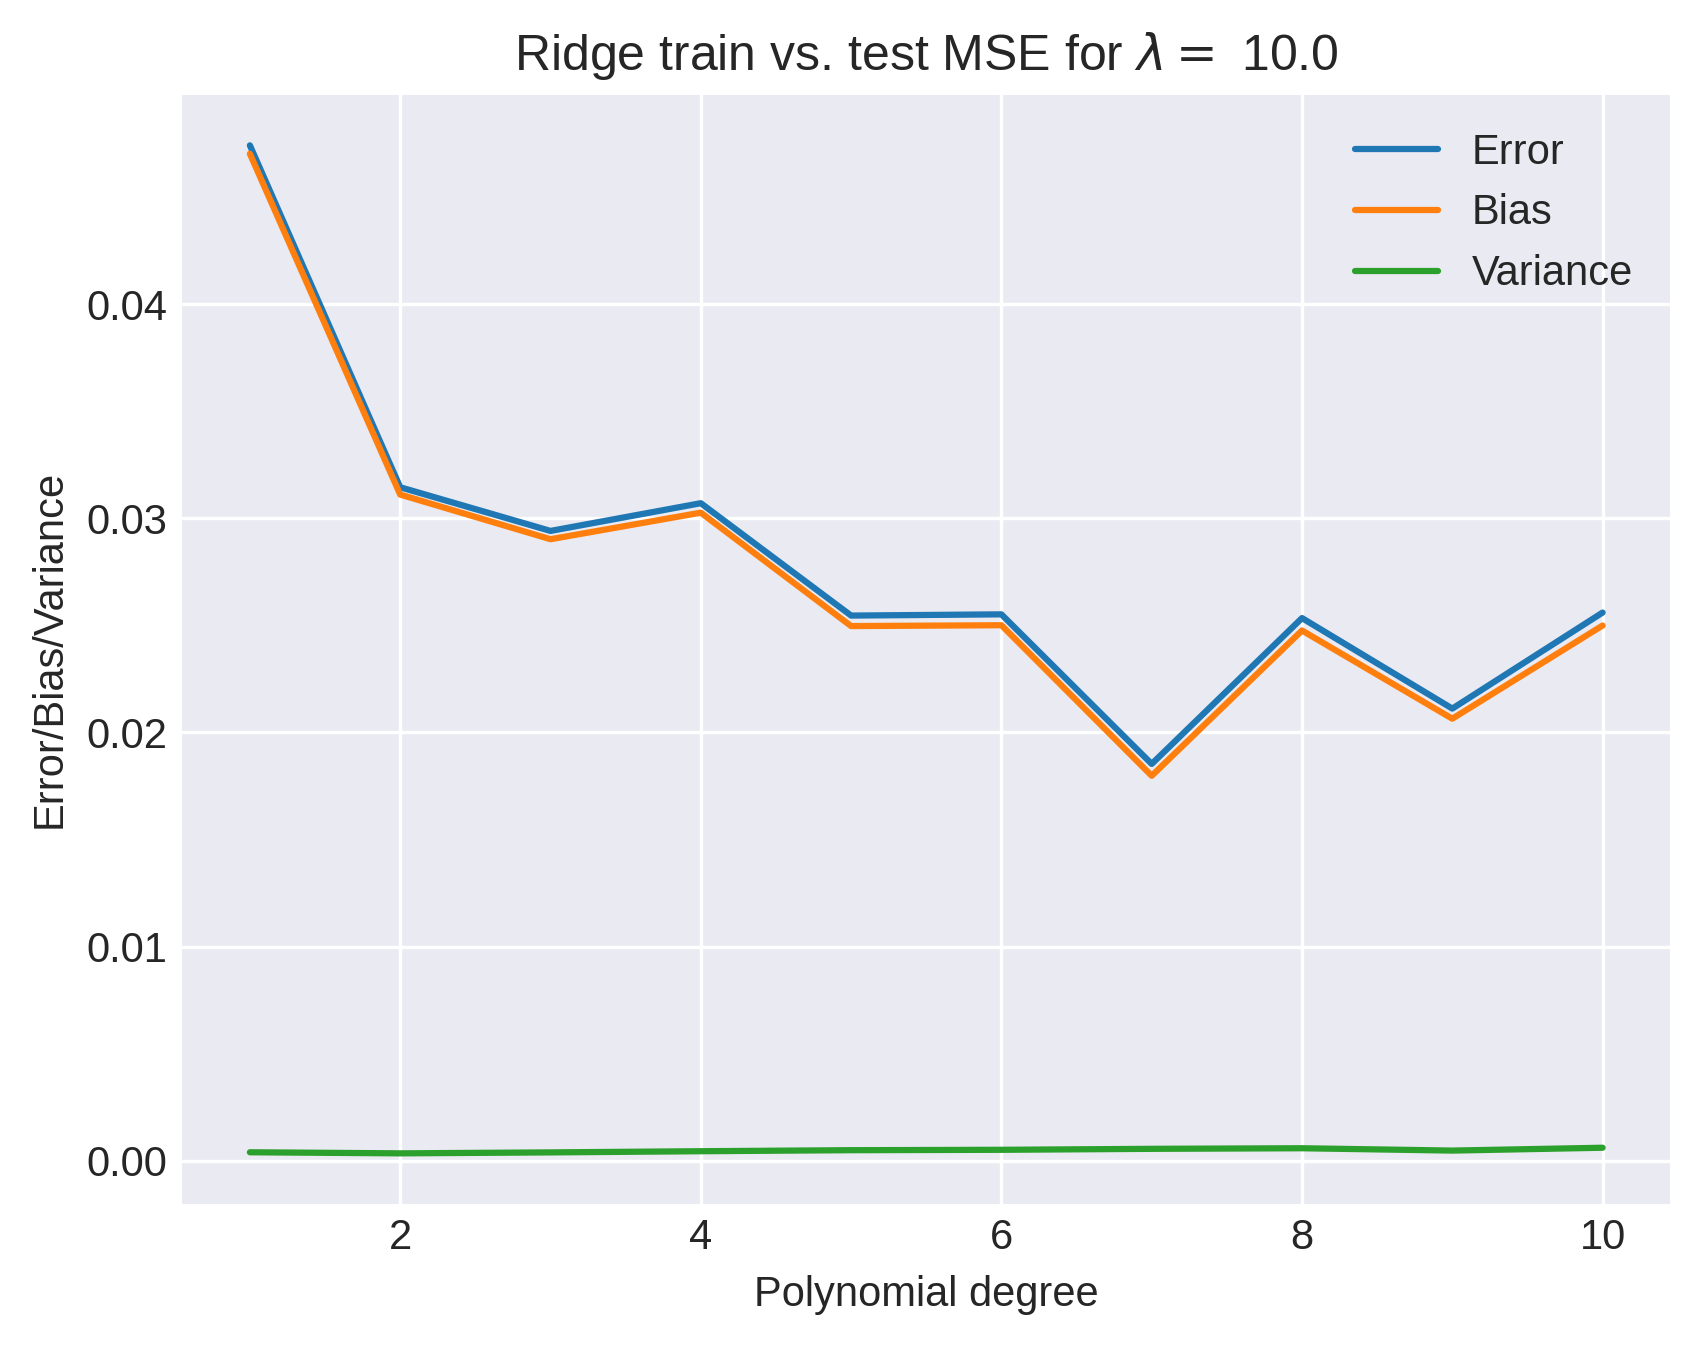 Ridge train vs. test MSE for λ = 10.0
Error
Bias
Variance
0.04
0.03
0.02
0.01
0.00
Error/Bias/Variance
2 4 6 8 10
Polynomial degree